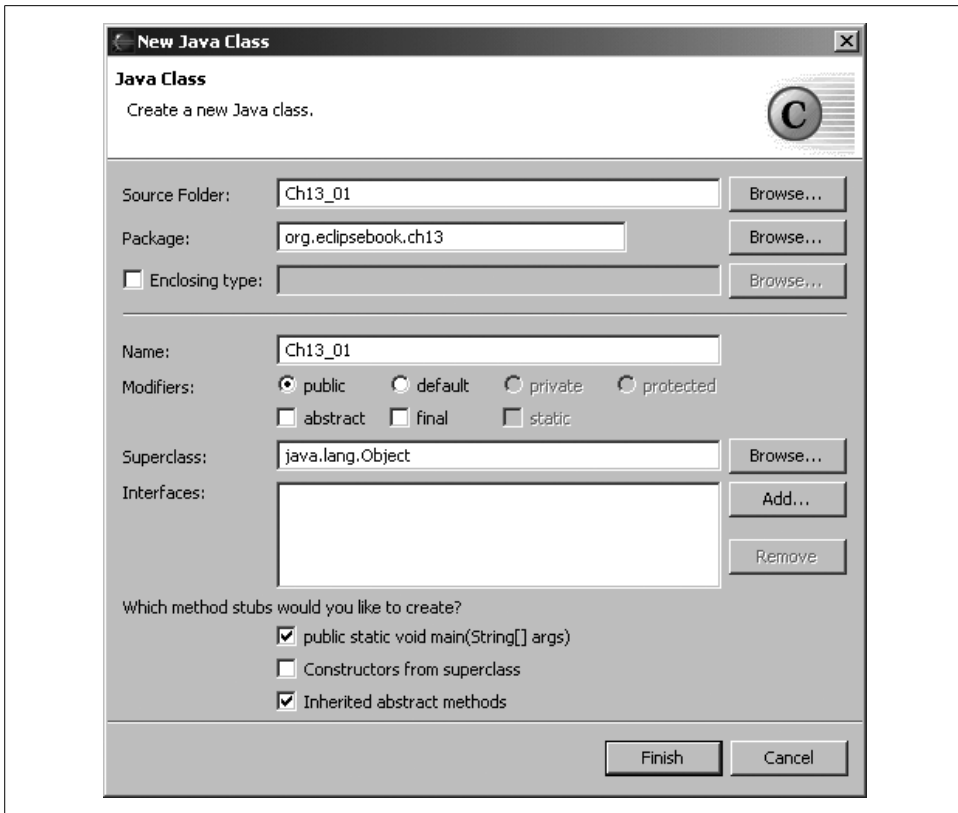 New Java Class
Java Class
Create a new Java class.
C
Source Folder: Ch13_01 Browse...
Package: org.eclipsebook.ch13 Browse...
Enclosing type: Browse...
Name: Ch13_01
Modifiers: public default private protected
abstract final static
Superclass: java.lang.Object Browse...
Interfaces: Add...
Remove
Which method stubs would you like to create?
public static void main(String[] args)
Constructors from superclass
Inherited abstract methods
Finish Cancel